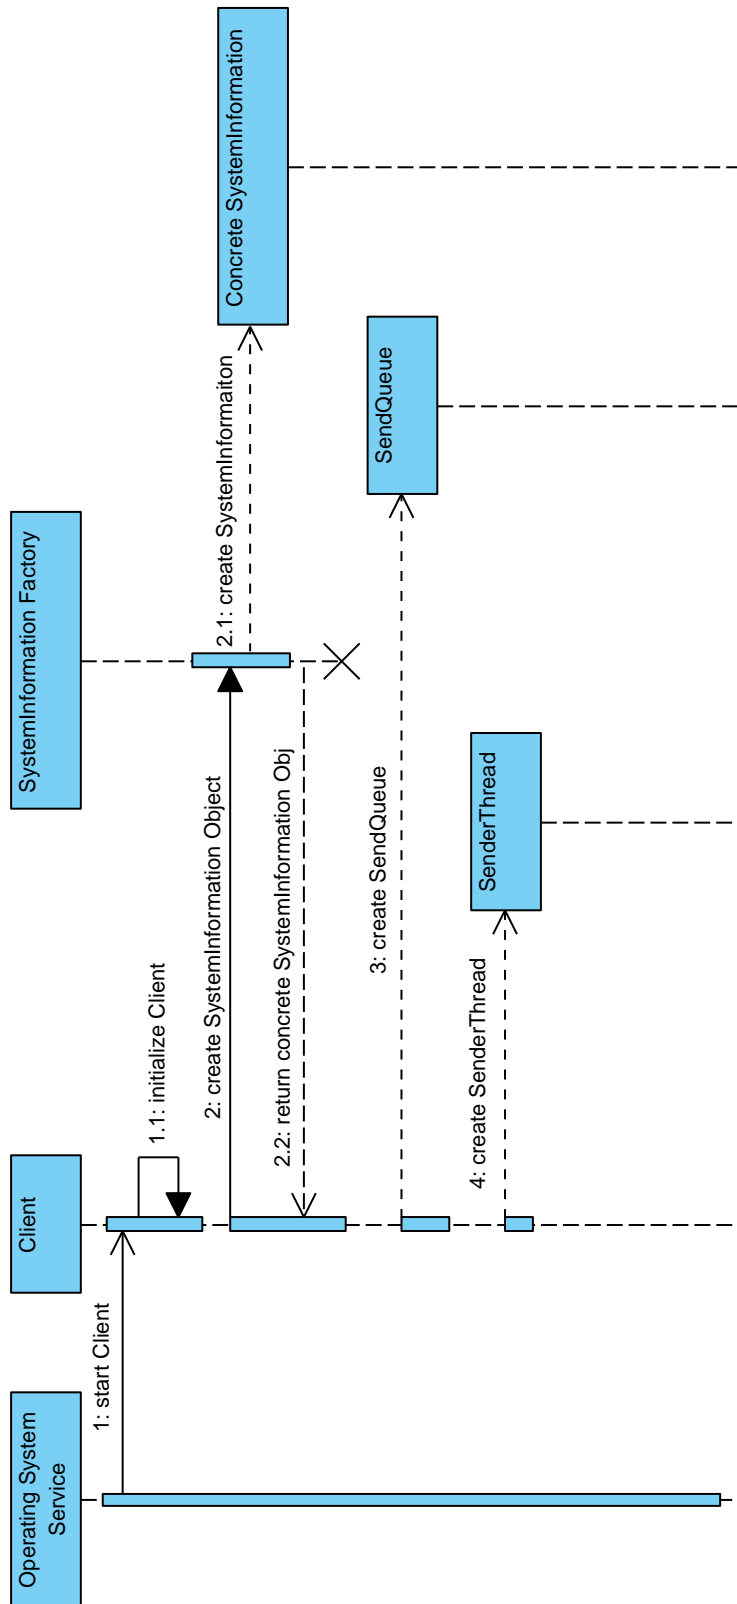 Operating System
Service
Client
SystemInformation Factory
1: start Client
1.1: initialize Client
Concrete SystemInformation
2: create SystemInformation Object
2.1: create SystemInformaiton
2.2: return concrete SystemInformation Obj
SendQueue
3: create SendQueue
SenderThread
4: create SenderThread